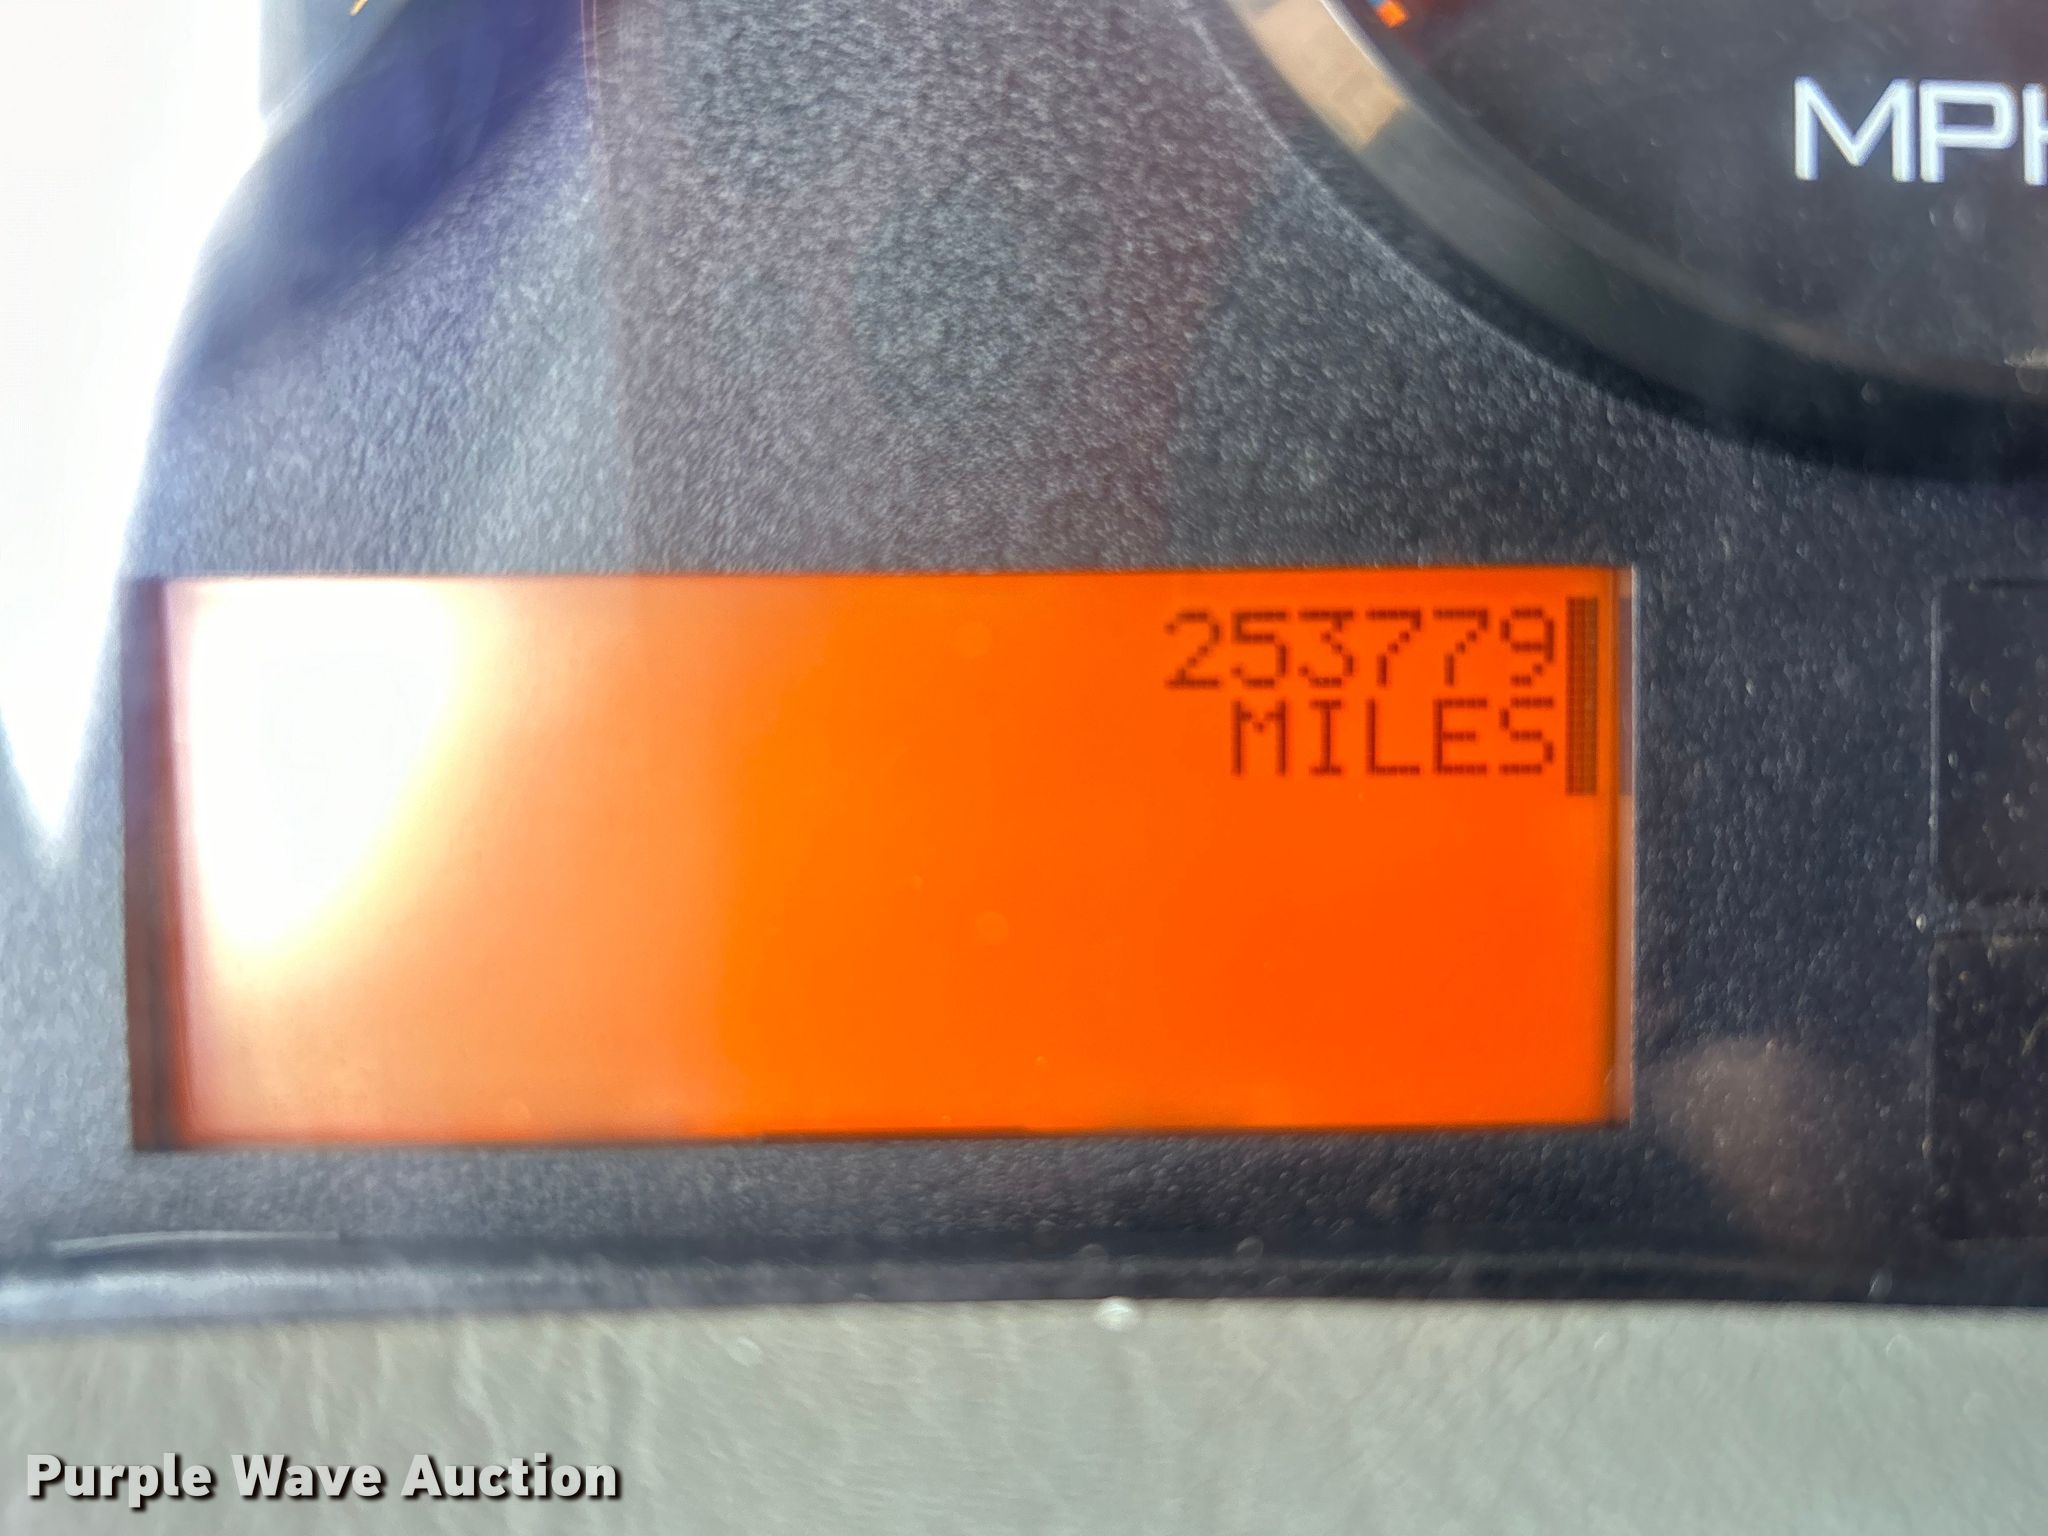 MPH
253779
MILES
Purple Wave Auction